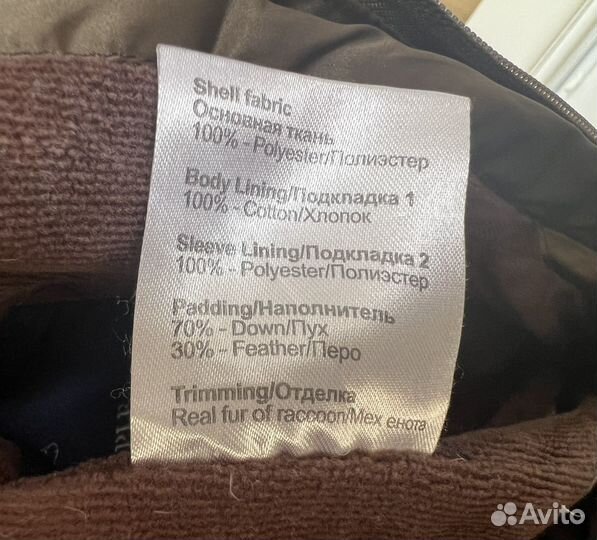 Shell fabric
Основная ткань
100% - Polyester/Полиэстер
Body Lining/Подкладка 1
100% - Cotton/Хлопок
Sleeve Lining/Подкладка 2
100% - Polyester/Полиэстер
Padding/Наполнитель
70% - Down/Пух
30% - Feather/Перо
Trimming/Отделка
Real fur of raccoon/Мех енота
Avito